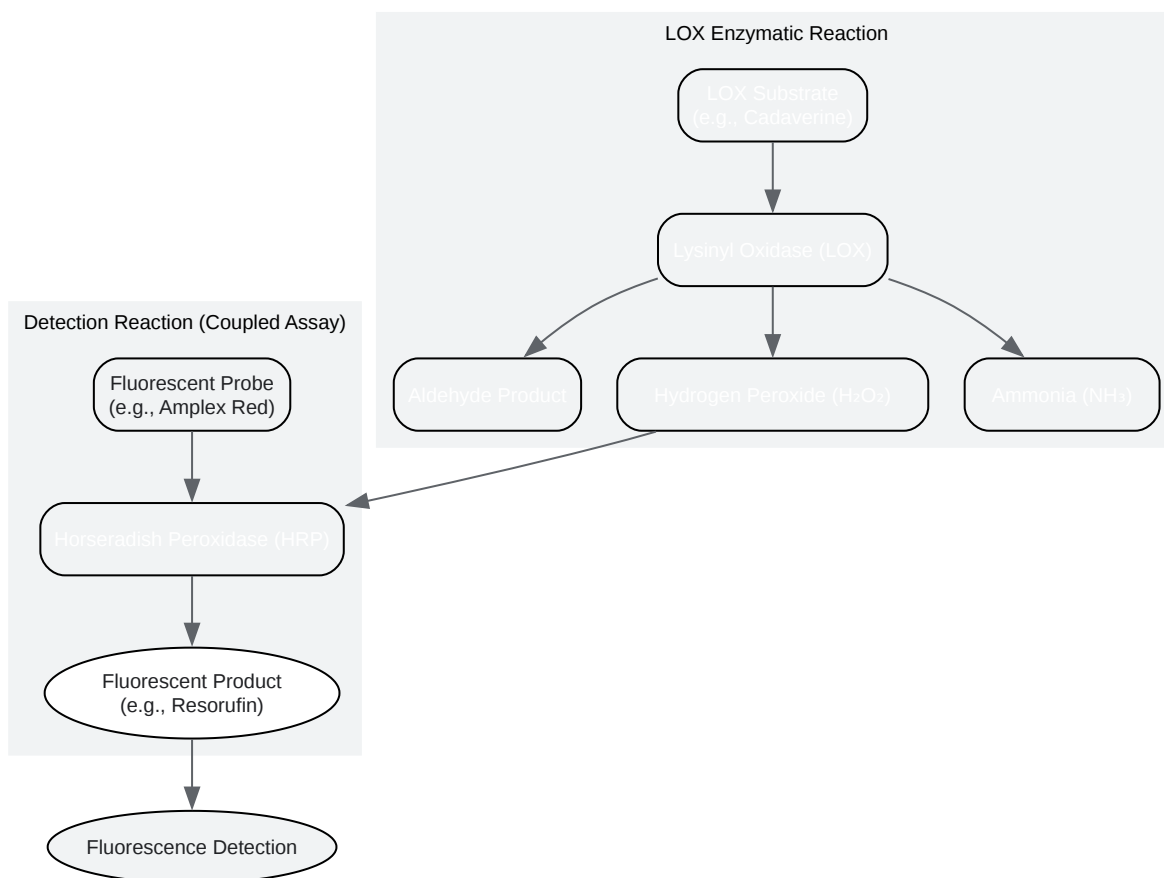 LOX Enzymatic Reaction
LOX Substrate
(e.g., Cadaverine)
Lysinyl Oxidase (LOX)
Aldehyde Product
Hydrogen Peroxide (H₂O₂)
Ammonia (NH₃)
Detection Reaction (Coupled Assay)
Fluorescent Probe
(e.g., Amplex Red)
Horseradish Peroxidase (HRP)
Fluorescent Product
(e.g., Resorufin)
Fluorescence Detection